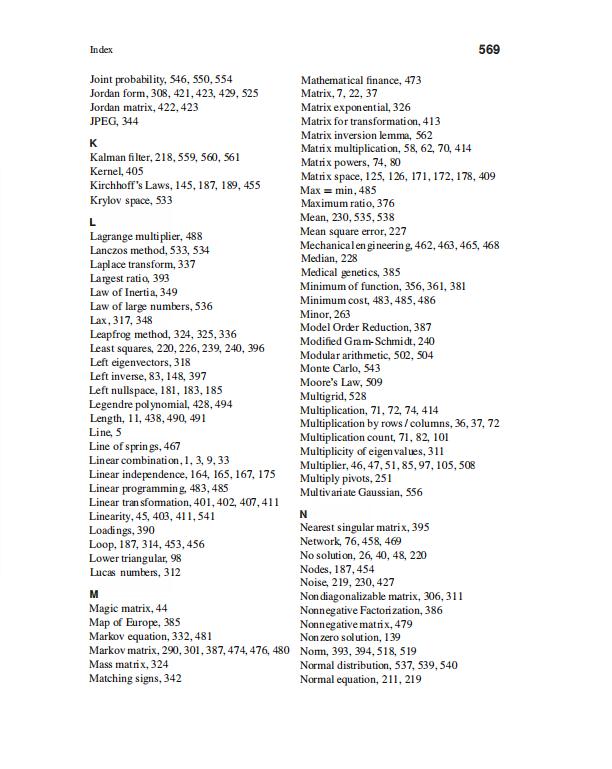 Index
569
Joint probability, 546, 550, 554
Jordan form, 308, 421, 423, 429, 525
Jordan matrix, 422, 423
JPEG, 344
K
Kalman filter, 218, 559, 560, 561
Kernel, 405
Kirchhoff's Laws, 145, 187, 189, 455
Krylov space, 533
L
Lagrange multiplier, 488
Lanczos method, 533, 534
Laplace transform, 337
Largest ratio, 393
Law of Inertia, 349
Law of large numbers, 536
Lax, 317, 348
Leapfrog method, 324, 325, 336
Least squares, 220, 226, 239, 240, 396
Left eigenvectors, 318
Left inverse, 83, 148, 397
Left nullspace, 181, 183, 185
Legendre polynomial, 428, 494
Length, 11, 438, 490, 491
Line, 5
Line of springs, 467
Linear combination, 1, 3, 9, 33
Linear independence, 164, 165, 167, 175
Linear programming, 483, 485
Linear transformation, 401, 402, 407, 411
Linearity, 45, 403, 411, 541
Loadings, 390
Loop, 187, 314, 453, 456
Lower triangular, 98
Lucas numbers, 312
M
Magic matrix, 44
Map of Europe, 385
Markov equation, 332, 481
Markov matrix, 290, 301, 387, 474, 476, 480
Mass matrix, 324
Matching signs, 342
Mathematical finance, 473
Matrix, 7, 22, 37
Matrix exponential, 326
Matrix for transformation, 413
Matrix inversion lemma, 562
Matrix multiplication, 58, 62, 70, 414
Matrix powers, 74, 80
Matrix space, 125, 126, 171, 172, 178, 409
Max = min, 485
Maximum ratio, 376
Mean, 230, 535, 538
Mean square error, 227
Mechanical engineering, 462, 463, 465, 468
Median, 228
Medical genetics, 385
Minimum of function, 356, 361, 381
Minimum cost, 483, 485, 486
Minor, 263
Model Order Reduction, 387
Modified Gram-Schmidt, 240
Modular arithmetic, 502, 504
Monte Carlo, 543
Moore's Law, 509
Multigrid, 528
Multiplication, 71, 72, 74, 414
Multiplication by rows / columns, 36, 37, 72
Multiplication count, 71, 82, 101
Multiplicity of eigenvalues, 311
Multiplier, 46, 47, 51, 85, 97, 105, 508
Multiply pivots, 251
Multivariate Gaussian, 556
N
Nearest singular matrix, 395
Network, 76, 458, 469
No solution, 26, 40, 48, 220
Nodes, 187, 454
Noise, 219, 230, 427
Nondiagonalizable matrix, 306, 311
Nonnegative Factorization, 386
Nonnegative matrix, 479
Nonzero solution, 139
Norm, 393, 394, 518, 519
Normal distribution, 537, 539, 540
Normal equation, 211, 219